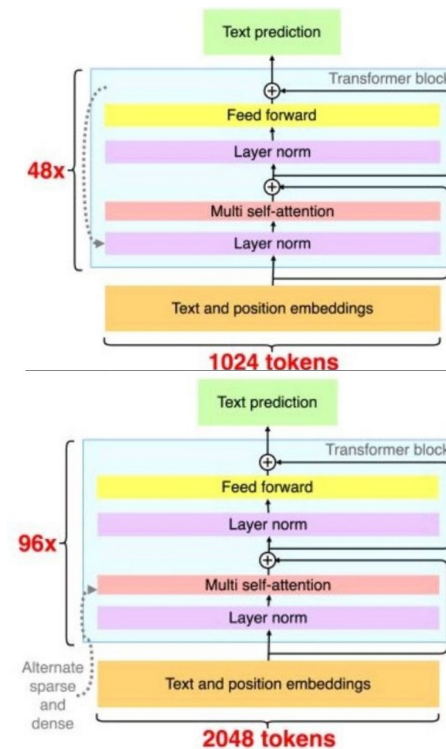 Text prediction
Transformer block
Feed forward
Layer norm
48x
Multi self-attention
Layer norm
Text and position embeddings
1024 tokens
Text prediction
Transformer block
Feed forward
Layer norm
96x
Multi self-attention
Layer norm
Alternate
sparse
and
dense
Text and position embeddings
2048 tokens